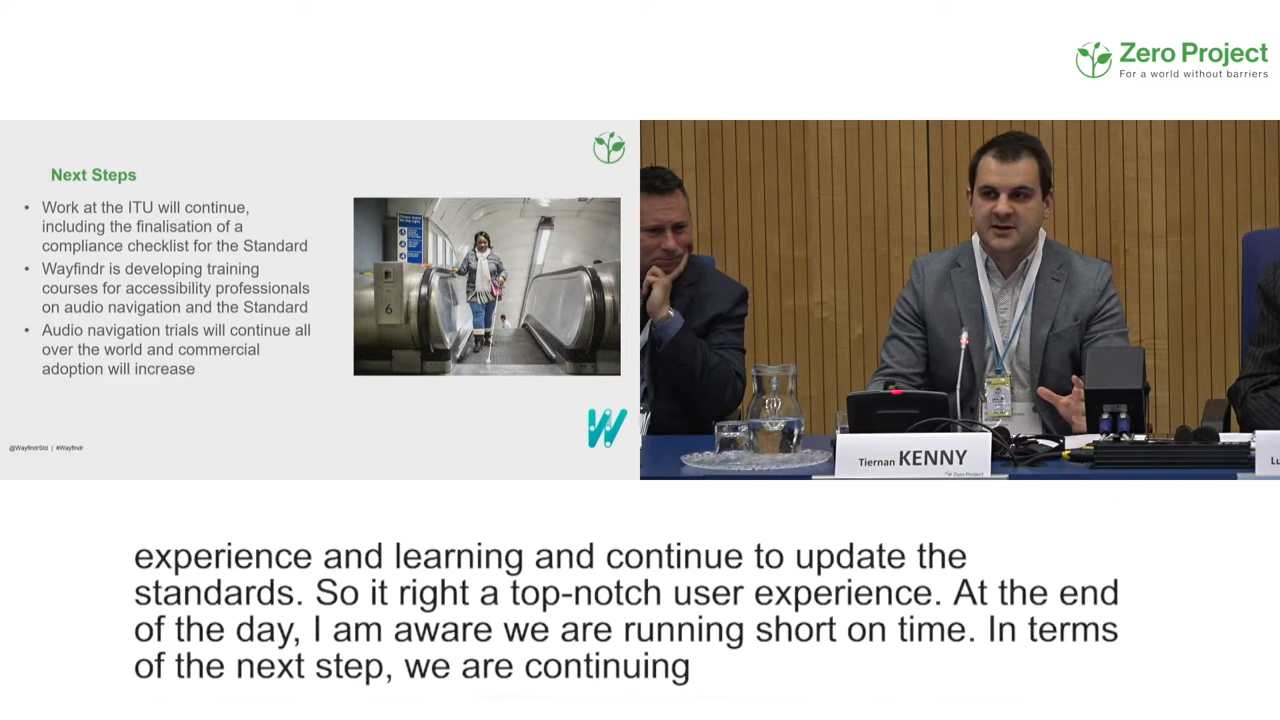 Zero Project
For a world without barriers
Next Steps
• Work at the ITU will continue,
including the finalisation of a
compliance checklist for the Standard
• Wayfindr is developing training
courses for accessibility professionals
on audio navigation and the Standard
• Audio navigation trials will continue all
over the world and commercial
adoption will increase
6
@WayfindrStd | #Wayfindr
Tiernan KENNY
Zero Project
Lu
experience and learning and continue to update the
standards. So it right a top-notch user experience. At the end
of the day, I am aware we are running short on time. In terms
of the next step, we are continuing